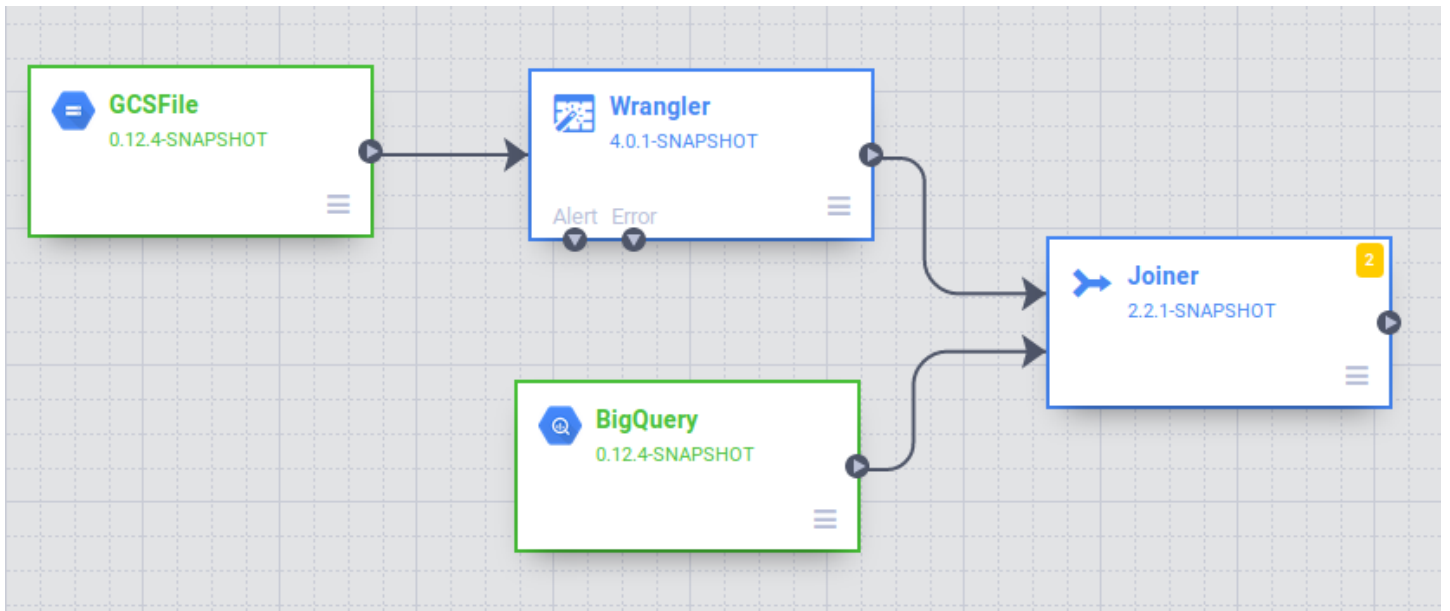 GCSFile
0.12.4-SNAPSHOT
Wrangler
4.0.1-SNAPSHOT
Alert Error
Joiner
2
2.2.1-SNAPSHOT
BigQuery
0.12.4-SNAPSHOT